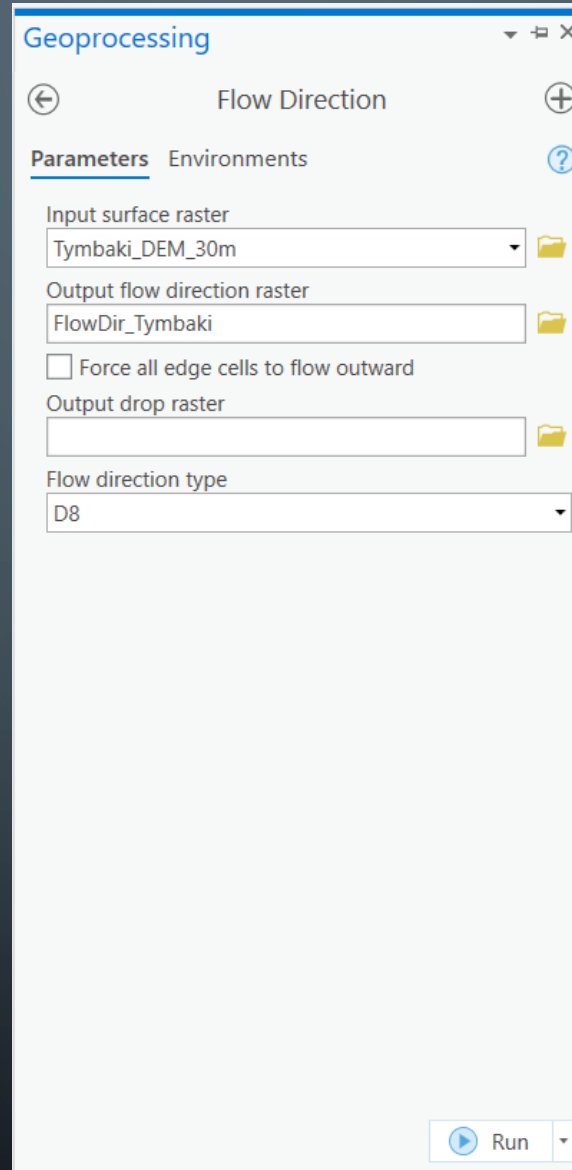 Geoprocessing
Flow Direction
Parameters Environments
Input surface raster
Tymbaki_DEM_30m
Output flow direction raster
FlowDir_Tymbaki
Force all edge cells to flow outward
Output drop raster
Flow direction type
D8
Run